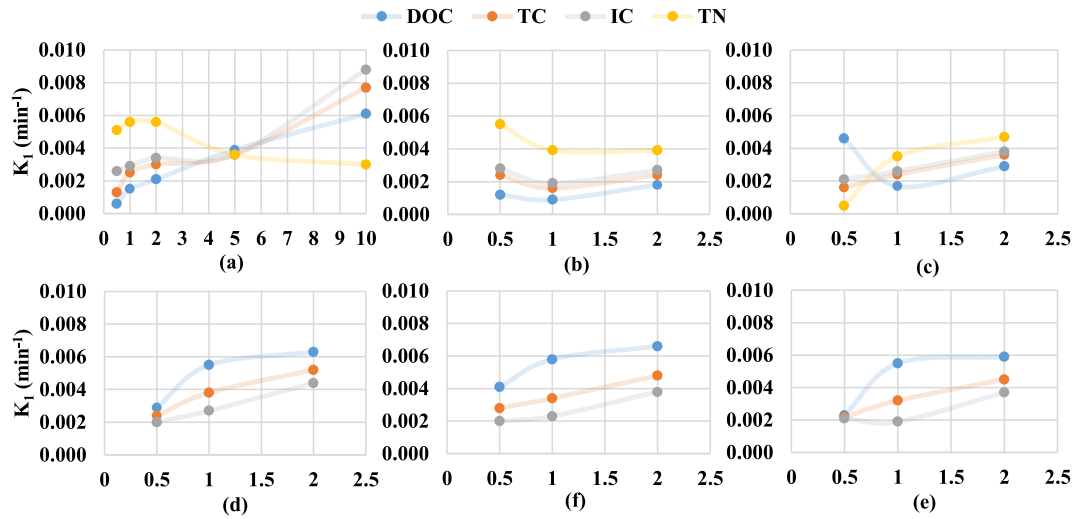 DOC TC IC TN
0.010 0.010 0.010
0.008 0.008 0.008
0.006 0.006 0.006
0.004 0.004 0.004
0.002 0.002 0.002
0.000 0.000 0.000
K₁ (min⁻¹)
0 1 2 3 4 5 6 7 8 9 10 0 0.5 1 1.5 2 2.5 0 0.5 1 1.5 2 2.5
(a) (b) (c)
0.010 0.010 0.010
0.008 0.008 0.008
0.006 0.006 0.006
0.004 0.004 0.004
0.002 0.002 0.002
0.000 0.000 0.000
K₁ (min⁻¹)
0 0.5 1 1.5 2 2.5 0 0.5 1 1.5 2 2.5 0 0.5 1 1.5 2 2.5
(d) (f) (e)